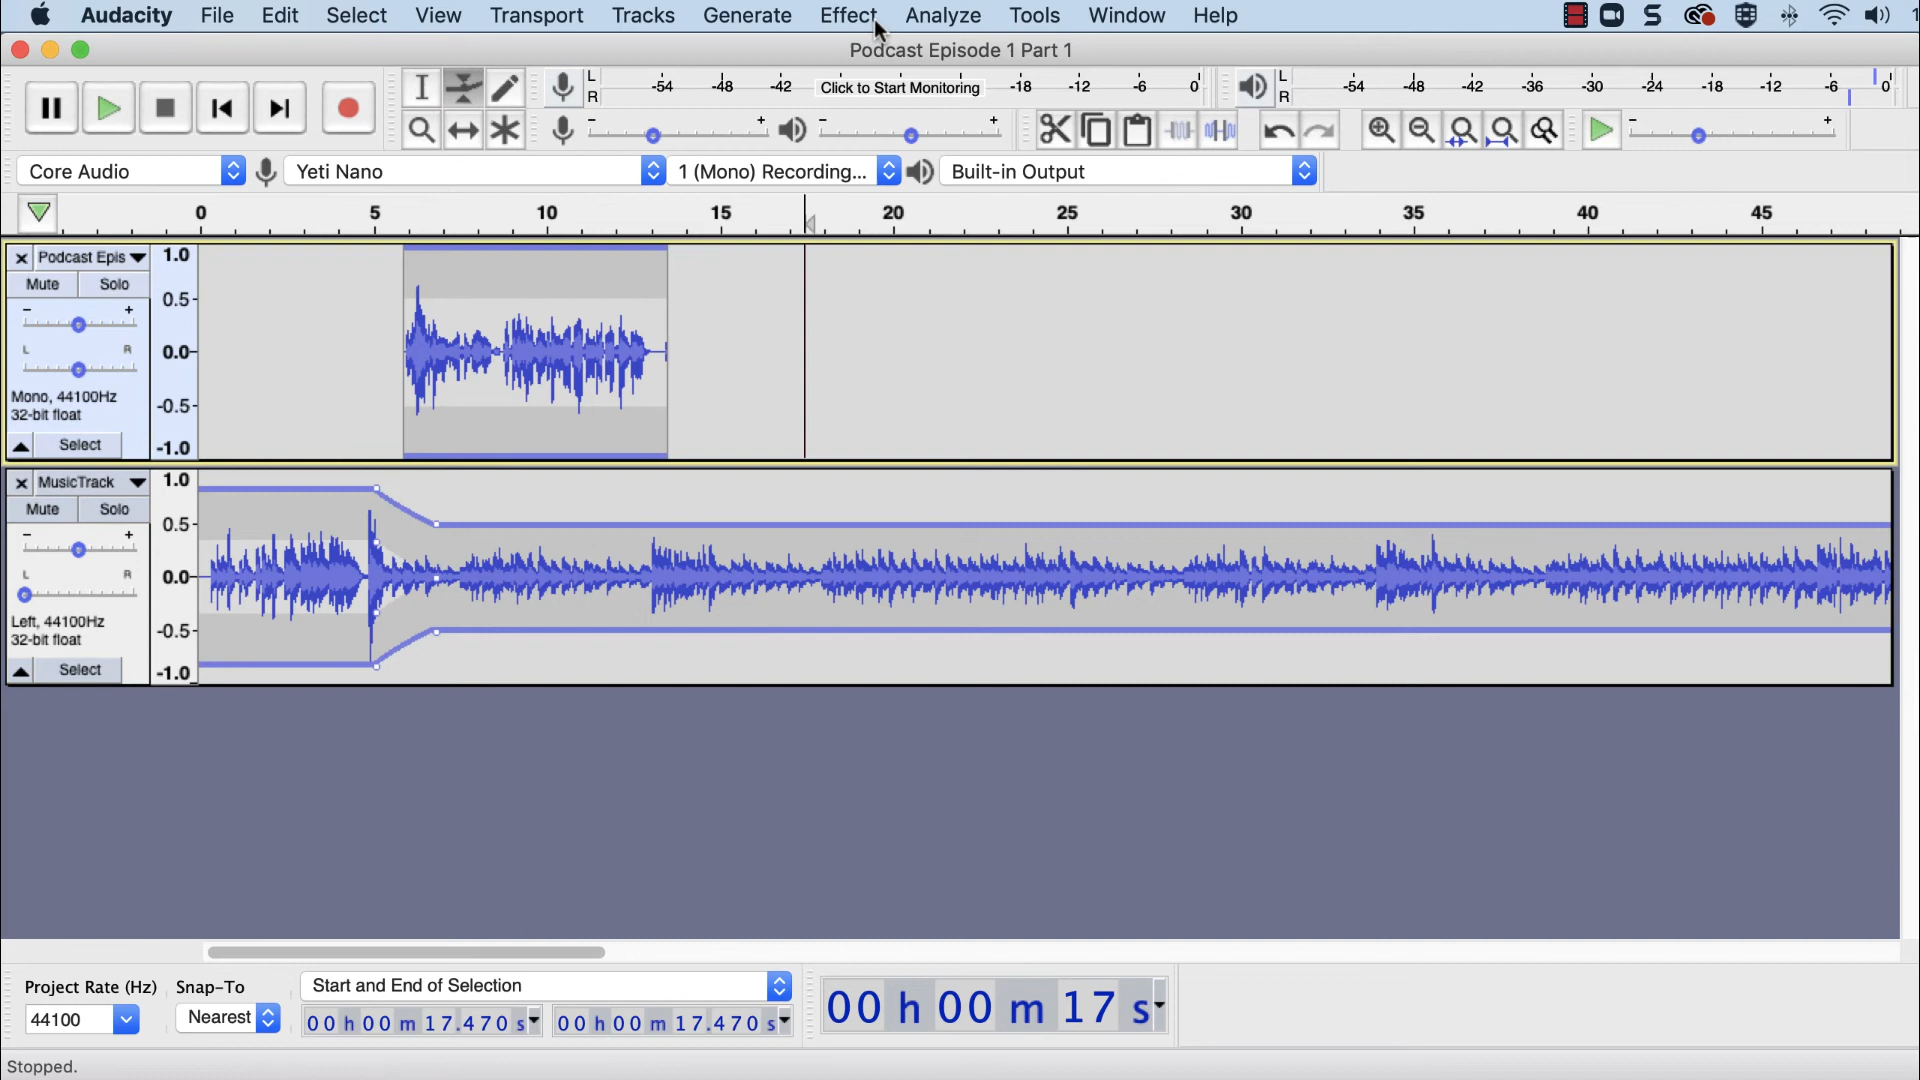 Audacity File Edit Select View Transport Tracks Generate Effect Analyze Tools Window Help
Podcast Episode 1 Part 1
L R -54 -48 -42 Click to Start Monitoring -18 -12 -6 0
L R -54 -48 -42 -36 -30 -24 -18 -12 -6 0
- + - + - +
Core Audio Yeti Nano 1 (Mono) Recording... Built-in Output
0 5 10 15 20 25 30 35 40 45
x Podcast Epis
Mute Solo
- +
L R
Mono, 44100Hz
32-bit float
Select
1.0
0.5-
0.0-
-0.5-
-1.0
x MusicTrack
Mute Solo
- +
L R
Left, 44100Hz
32-bit float
Select
1.0
0.5-
0.0-
-0.5-
-1.0
Project Rate (Hz) Snap-To Start and End of Selection
44100 Nearest 00 h 00 m 17.470 s 00 h 00 m 17.470 s 00 h 00 m 17 s
Stopped.